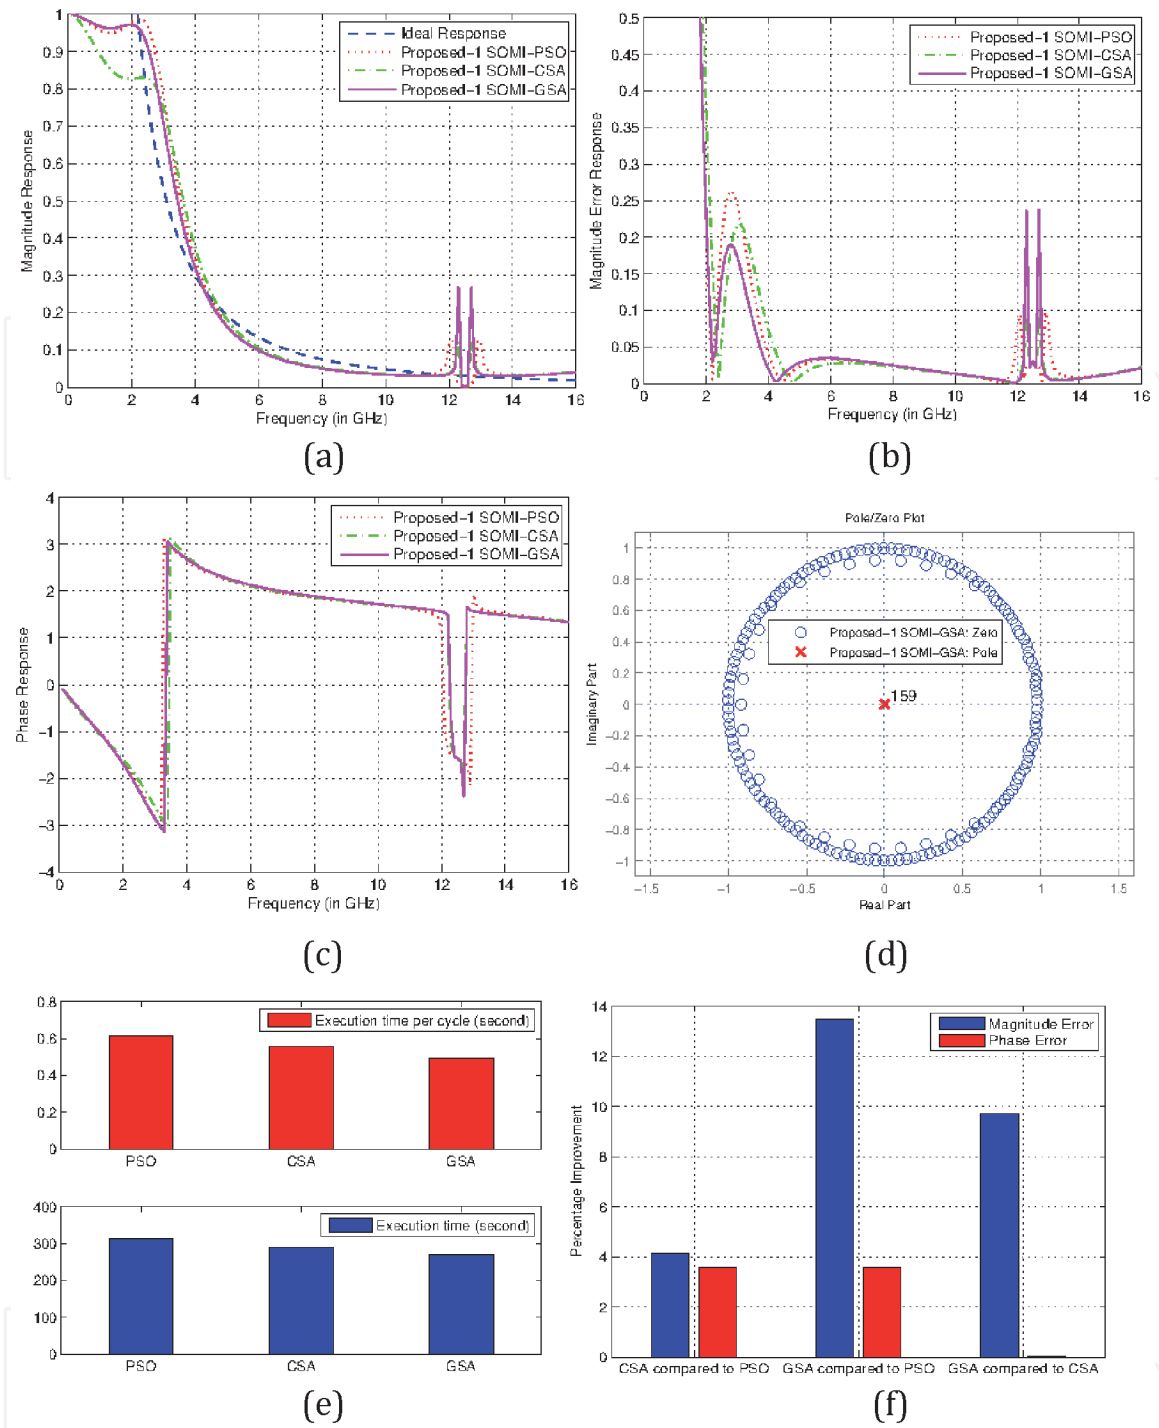 1
0.9
0.8
0.7
0.6
0.5
0.4
0.3
0.2
0.1
0
Magnitude Response
0 2 4 6 8 10 12 14 16
Frequency (in GHz)
Ideal Response
Proposed-1 SOMI-PSO
Proposed-1 SOMI-CSA
Proposed-1 SOMI-GSA
(a)
0.5
0.45
0.4
0.35
0.3
0.25
0.2
0.15
0.1
0.05
0
Magnitude Error Response
2 4 6 8 10 12 14 16
Frequency (in GHz)
Proposed-1 SOMI-PSO
Proposed-1 SOMI-CSA
Proposed-1 SOMI-GSA
(b)
4
3
2
1
0
-1
-2
-3
-4
Phase Response
0 2 4 6 8 10 12 14 16
Frequency (in GHz)
Proposed-1 SOMI-PSO
Proposed-1 SOMI-CSA
Proposed-1 SOMI-GSA
(c)
Pole/Zero Plot
1
0.8
0.6
0.4
0.2
0
-0.2
-0.4
-0.6
-0.8
-1
Imaginary Part
Proposed-1 SOMI-GSA: Zero
Proposed-1 SOMI-GSA: Pole
159
-1.5 -1 -0.5 0 0.5 1 1.5
Real Part
(d)
0.8
0.6
0.4
0.2
0
Execution time per cycle (second)
PSO CSA GSA
400
300
200
100
0
Execution time (second)
PSO CSA GSA
(e)
14
12
10
8
6
4
2
0
Percentage Improvement
Magnitude Error
Phase Error
CSA compared to PSO GSA compared to PSO GSA compared to CSA
(f)